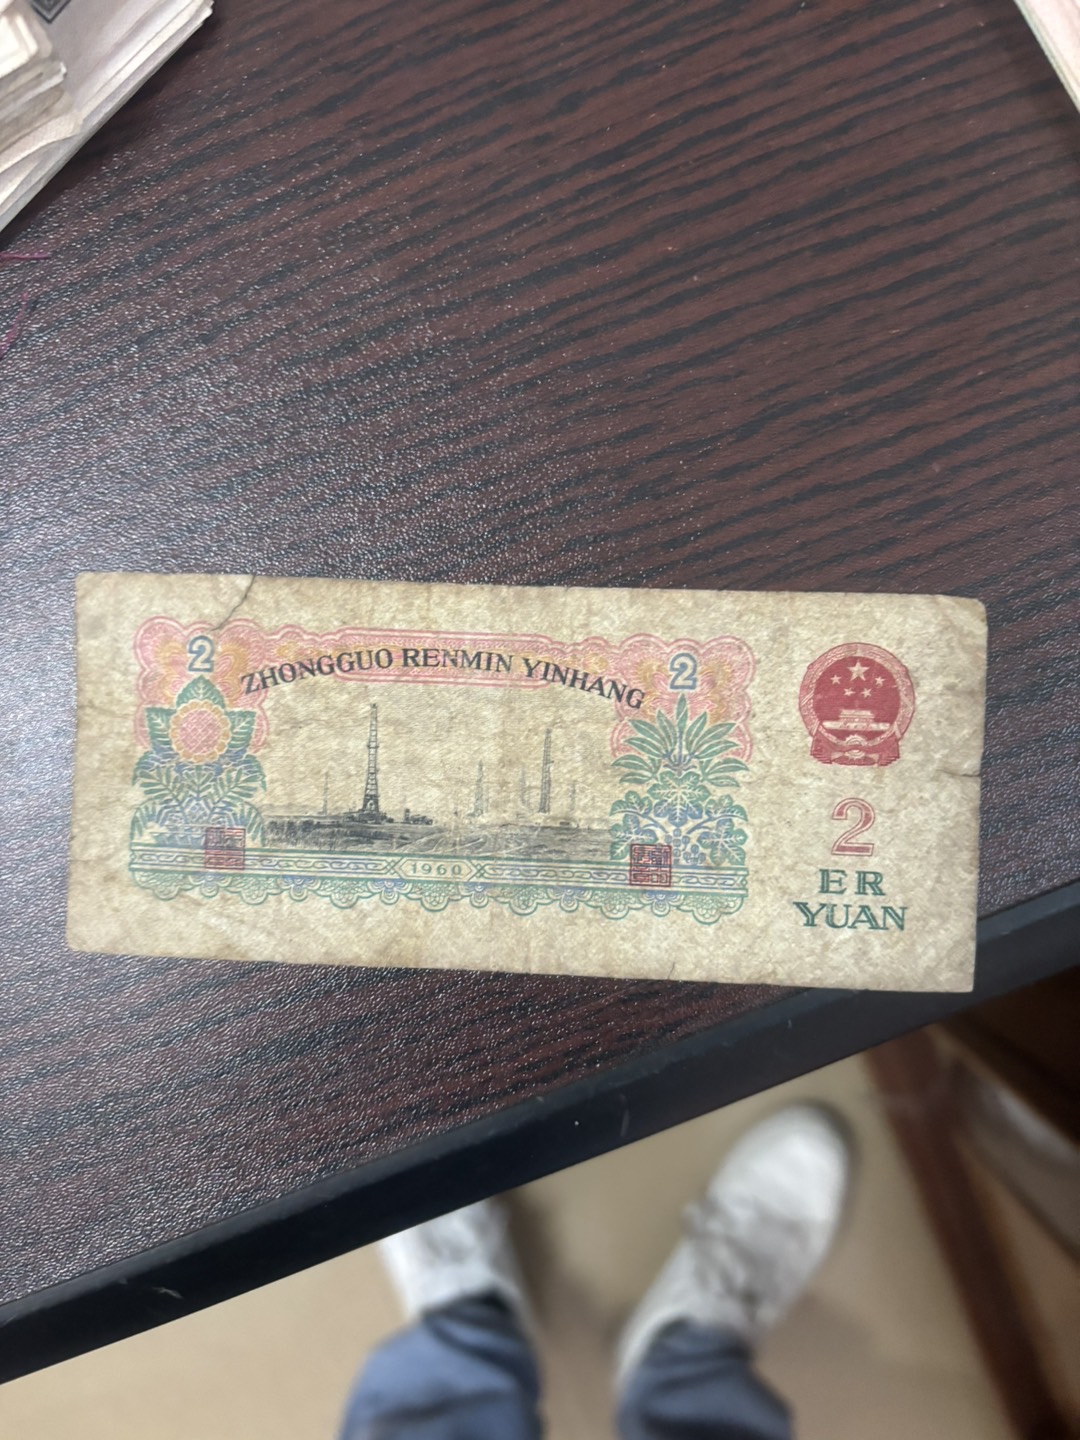 2
ZHONGGUO RENMIN YINHANG
2
1960
2
ER
YUAN